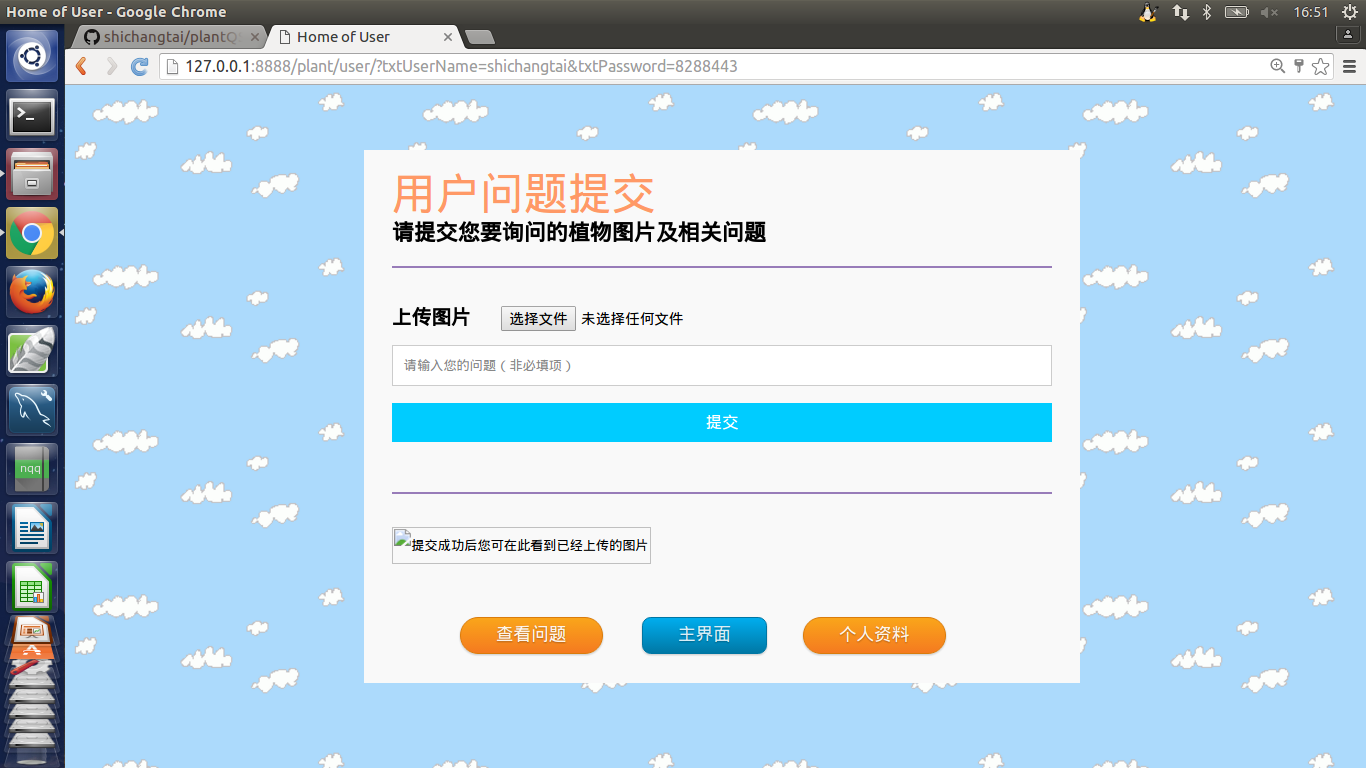 Home of User - Google Chrome
16:51
shichangtai/plantQ
Home of User
127.0.0.1:8888/plant/user/?txtUserName=shichangtai&txtPassword=8288443
用户问题提交
请提交您要询问的植物图片及相关问题
上传图片 选择文件 未选择任何文件
请输入您的问题（非必填项）
提交
nqq
提交成功后您可在此看到已经上传的图片
查看问题 主界面 个人资料